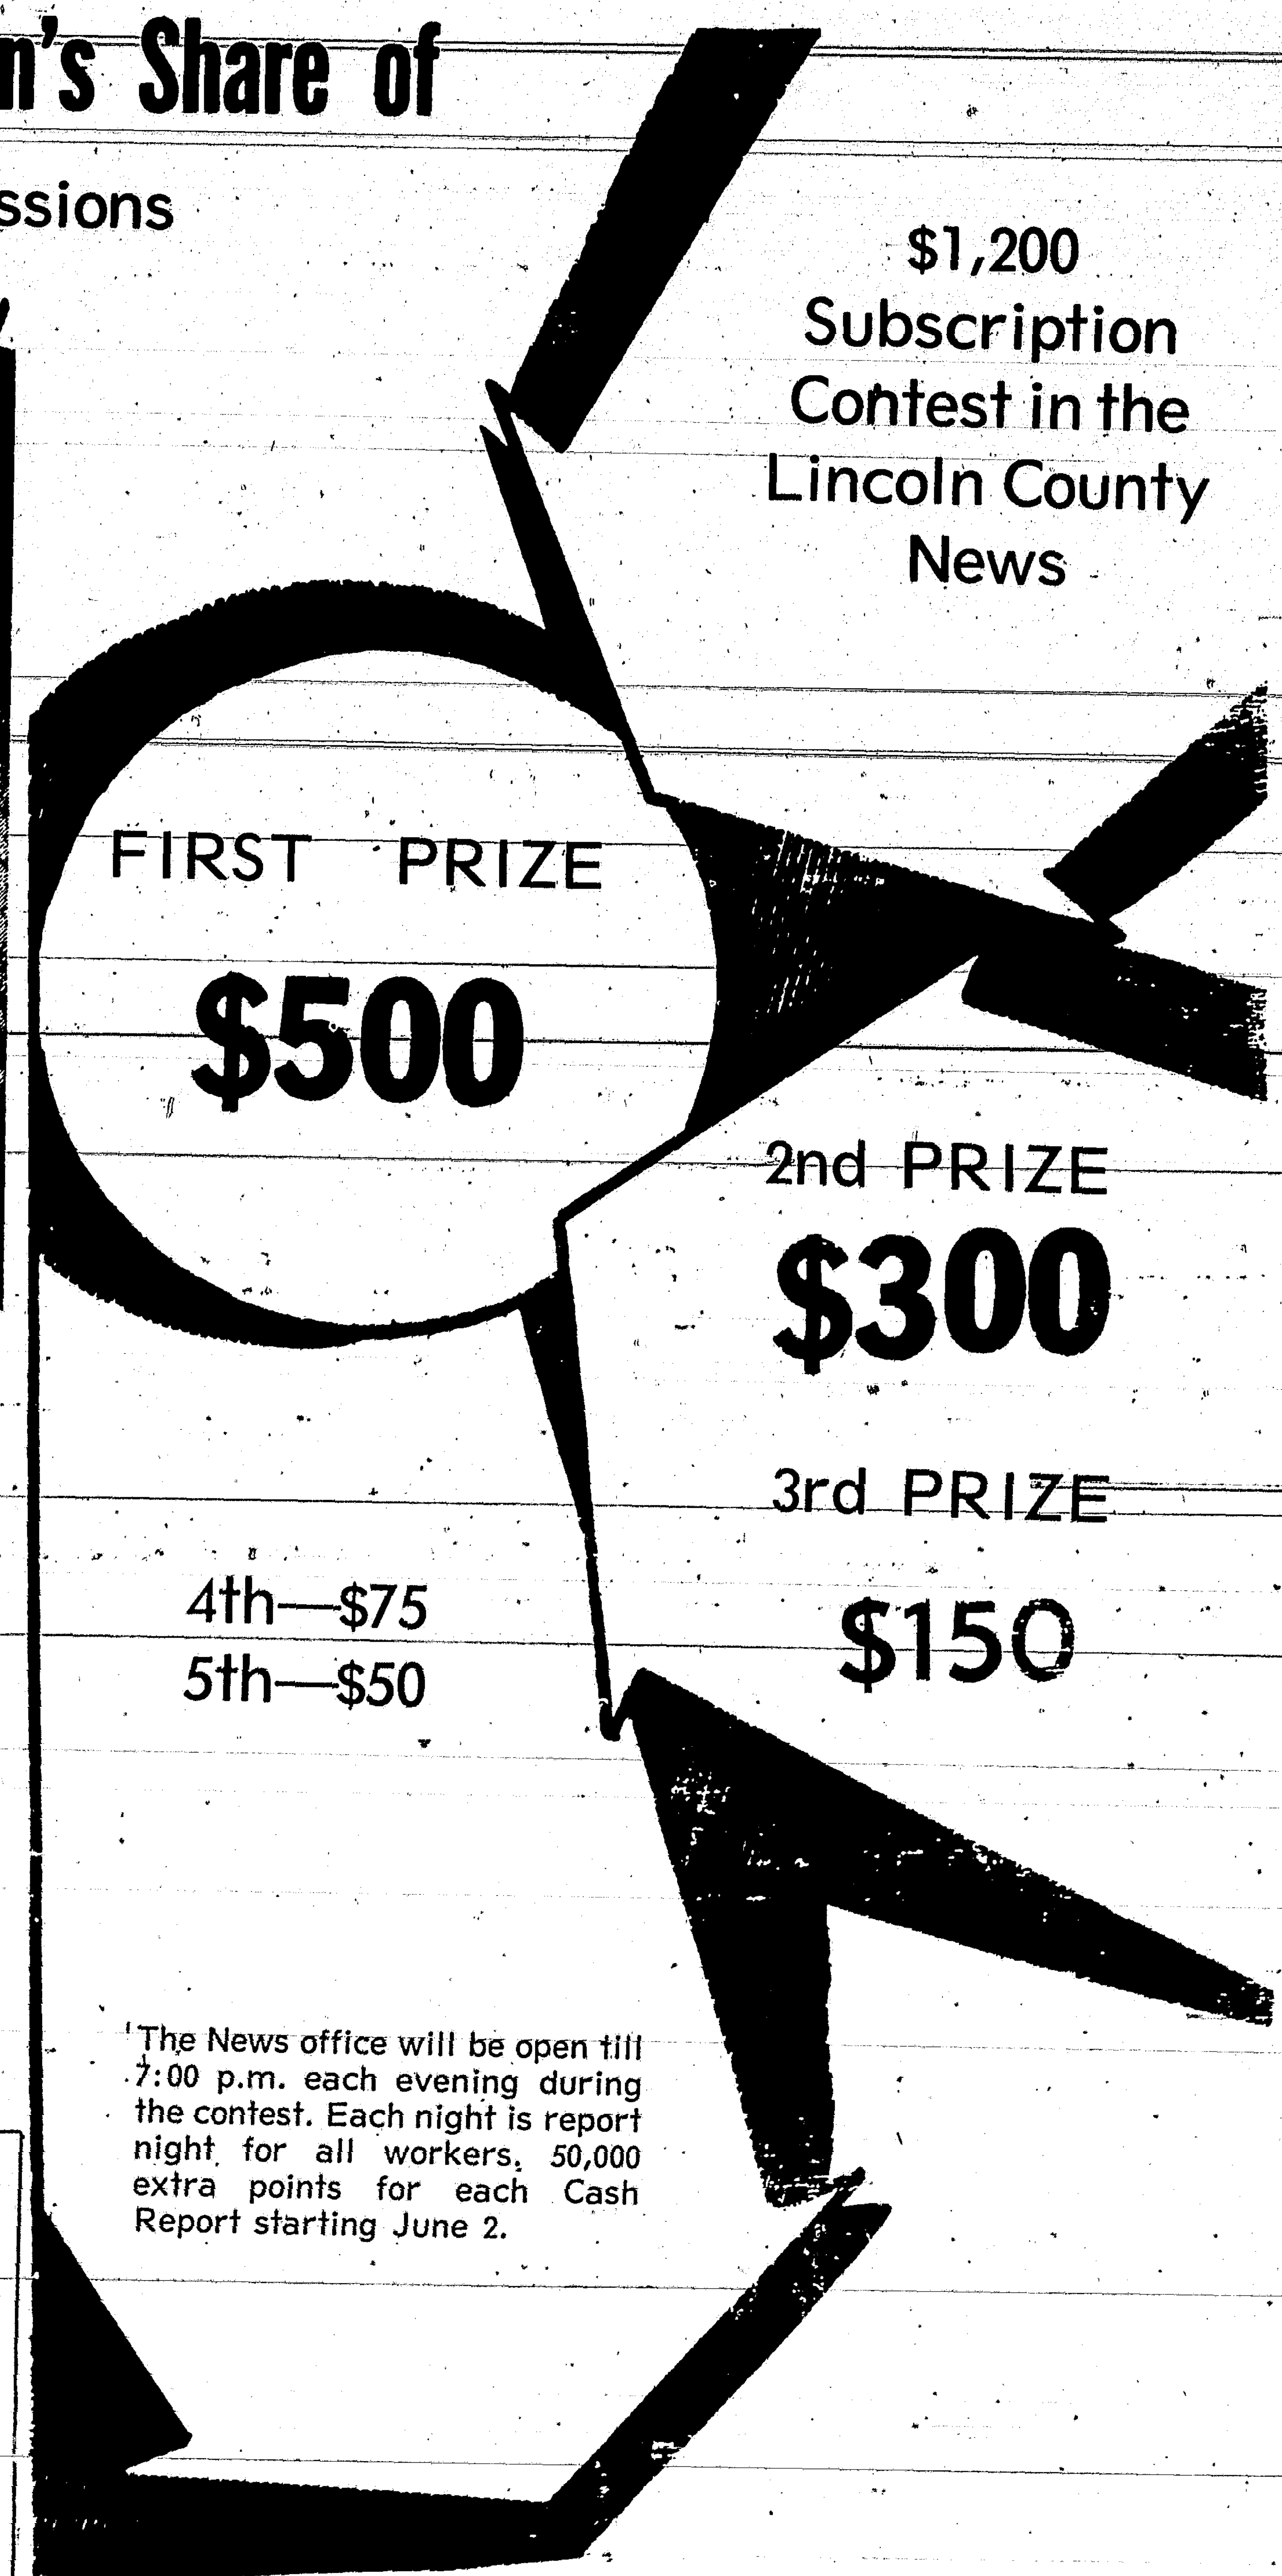 n's Share of
ssions
$1,200
Subscription
Contest in the
Lincoln County
News
FIRST PRIZE
$500
2nd PRIZE
$300
3rd PRIZE
$150
4th—$75
5th—$50
The News office will be open till
7:00 p.m. each evening during
the contest. Each night is report
night for all workers. 50,000
extra points for each Cash
Report starting June 2.